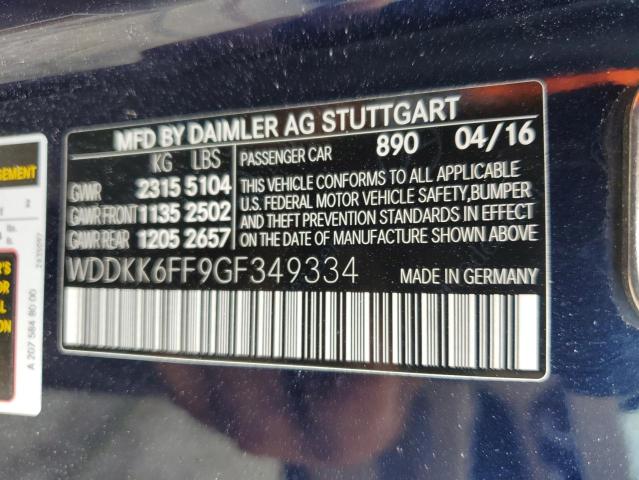 MFD BY DAIMLER AG STUTTGART
KG LBS PASSENGER CAR 890 04/16
GVWR 2315 5104
GAWR FRONT 1135 2502
GAWR REAR 1205 2657
THIS VEHICLE CONFORMS TO ALL APPLICABLE
U.S. FEDERAL MOTOR VEHICLE SAFETY, BUMPER
AND THEFT PREVENTION STANDARDS IN EFFECT
ON THE DATE OF MANUFACTURE SHOWN ABOVE.
WDDKK6FF9GF349334 MADE IN GERMANY
A 207 584 80 00